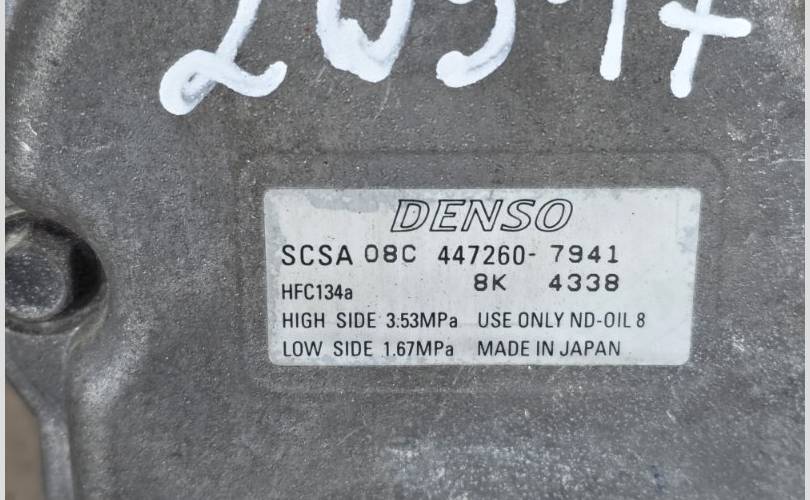 20347
DENSO
SCSA 08C 447260- 7941
8K 4338
HFC134a
HIGH SIDE 3.53MPa USE ONLY ND-OIL 8
LOW SIDE 1.67MPa MADE IN JAPAN